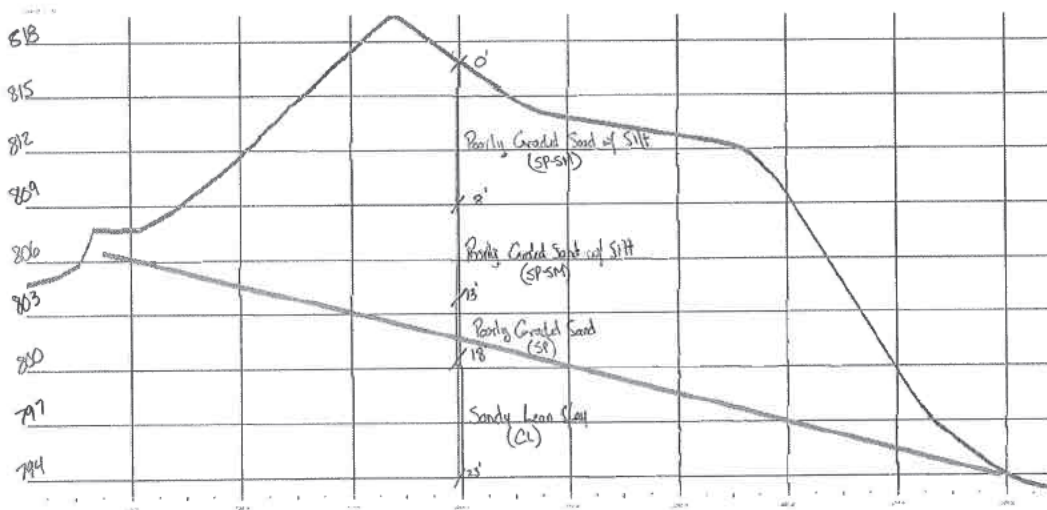 818
0'
815
812
Poorly Graded Sand w/ Silt
(SP-SM)
809
8'
806
Poorly Graded Sand w/ Silt
(SP-SM)
13'
803
Poorly Graded Sand
(SP)
18'
800
Sandy Lean Clay
(CL)
797
794
23'